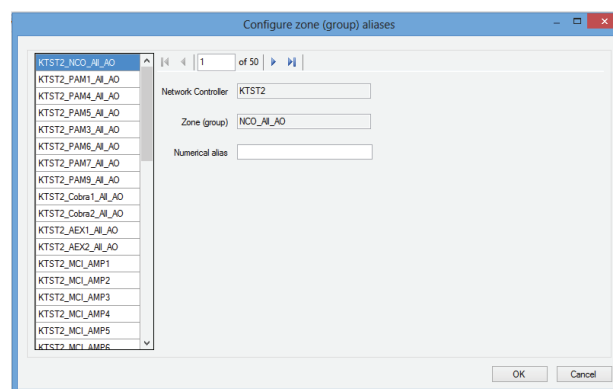 Configure zone (group) aliases
KTST2_NCO_All_AO
KTST2_PAM1_All_AO
KTST2_PAM4_All_AO
KTST2_PAM5_All_AO
KTST2_PAM3_All_AO
KTST2_PAM6_All_AO
KTST2_PAM7_All_AO
KTST2_PAM9_All_AO
KTST2_Cobra1_All_AO
KTST2_Cobra2_All_AO
KTST2_AEX1_All_AO
KTST2_AEX2_All_AO
KTST2_MCI_AMP1
KTST2_MCI_AMP2
KTST2_MCI_AMP3
KTST2_MCI_AMP4
KTST2_MCI_AMP5
KTST2_MCI_AMP6
1 of 50
Network Controller KTST2
Zone (group) NCO_All_AO
Numerical alias
OK Cancel